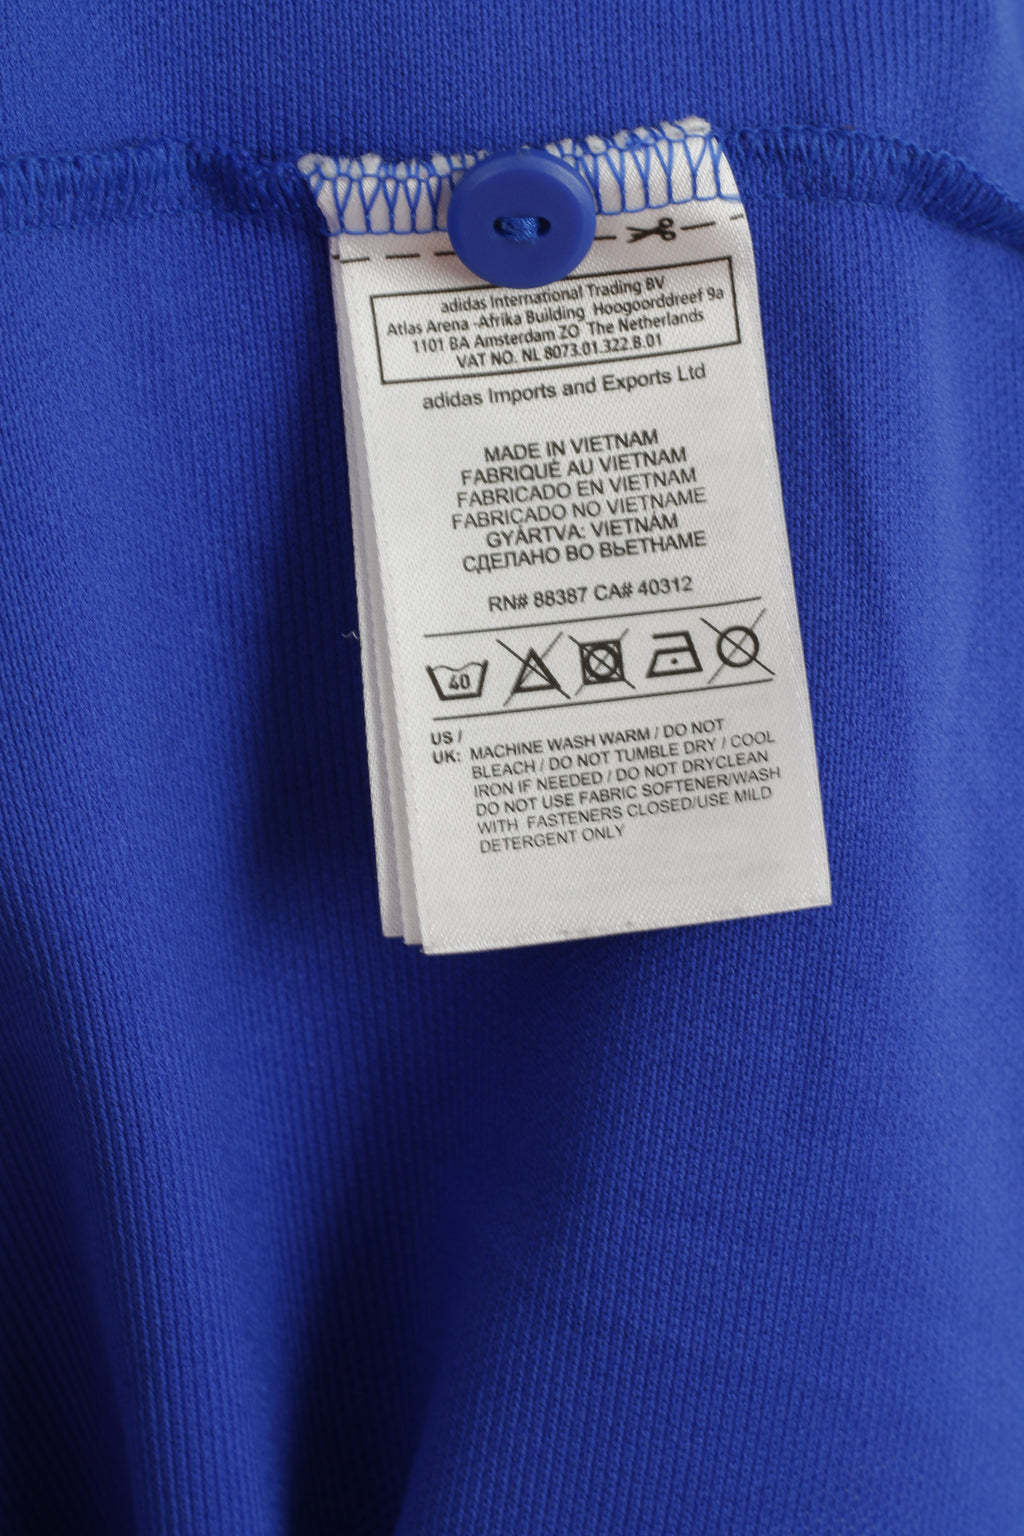 adidas International Trading BV
Atlas Arena -Afrika Building Hoogoorddreef 9a
1101 BA Amsterdam ZO The Netherlands
VAT NO. NL 8073.01.322.B.01
adidas Imports and Exports Ltd
MADE IN VIETNAM
FABRIQUÉ AU VIETNAM
FABRICADO EN VIETNAM
FABRICADO NO VIETNAME
GYÁRTVA: VIETNÁM
СДЕЛАНО ВО ВЬЕТНАМЕ
RN# 88387 CA# 40312
40
US /
UK: MACHINE WASH WARM / DO NOT
BLEACH / DO NOT TUMBLE DRY / COOL
IRON IF NEEDED / DO NOT DRYCLEAN
DO NOT USE FABRIC SOFTENER/WASH
WITH FASTENERS CLOSED/USE MILD
DETERGENT ONLY